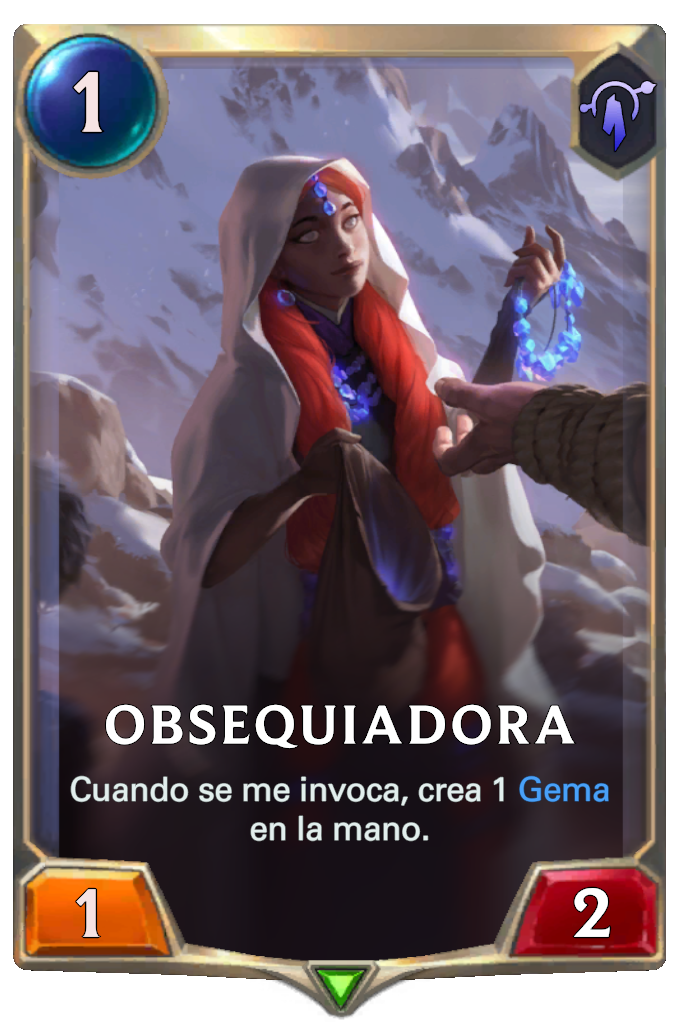 1
OBSEQUIADORA
Cuando se me invoca, crea 1 Gema
en la mano.
1
2